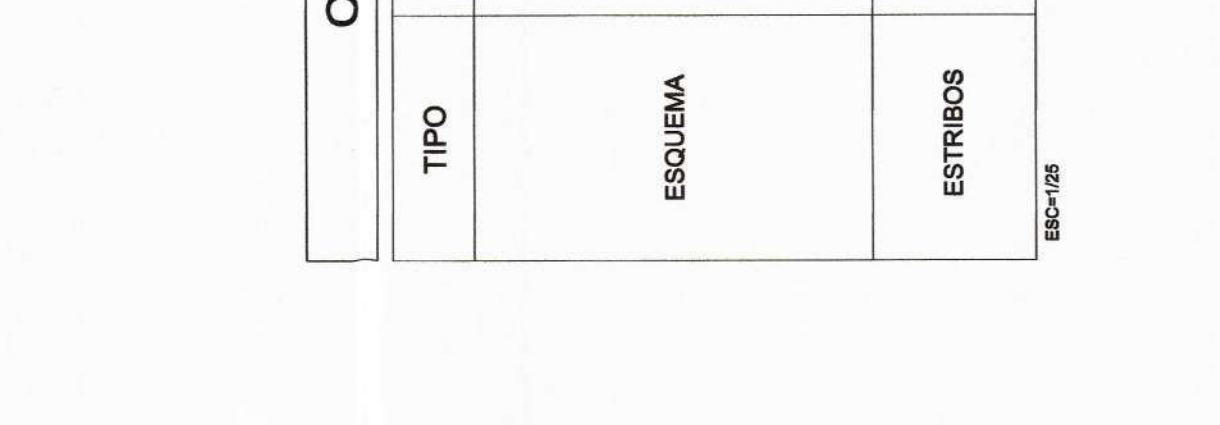 C
TIPO
ESQUEMA
ESTRIBOS
ESC=1/25